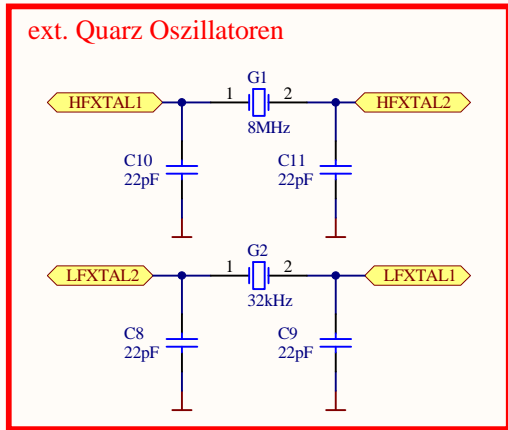 ext. Quarz Oszillatoren
G1
HFXTAL1 1 2 HFXTAL2
8MHz
C10 C11
22pF 22pF
G2
LFXTAL2 1 2 LFXTAL1
32kHz
C8 C9
22pF 22pF